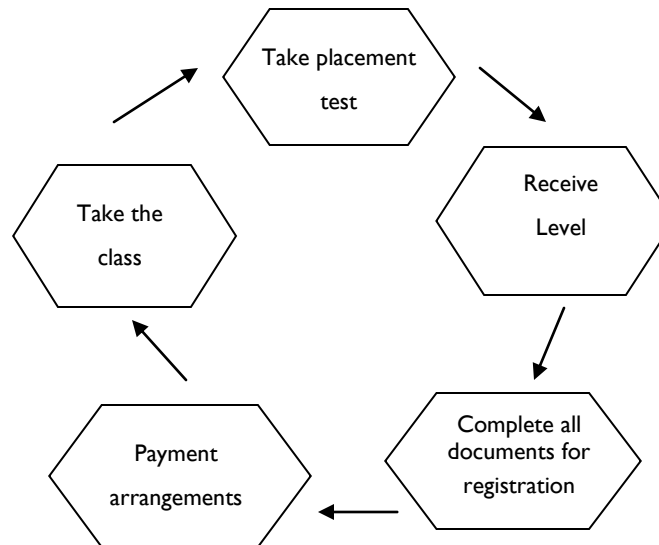 Take placement
test
Receive
Level
Complete all
documents for
registration
Payment
arrangements
Take the
class